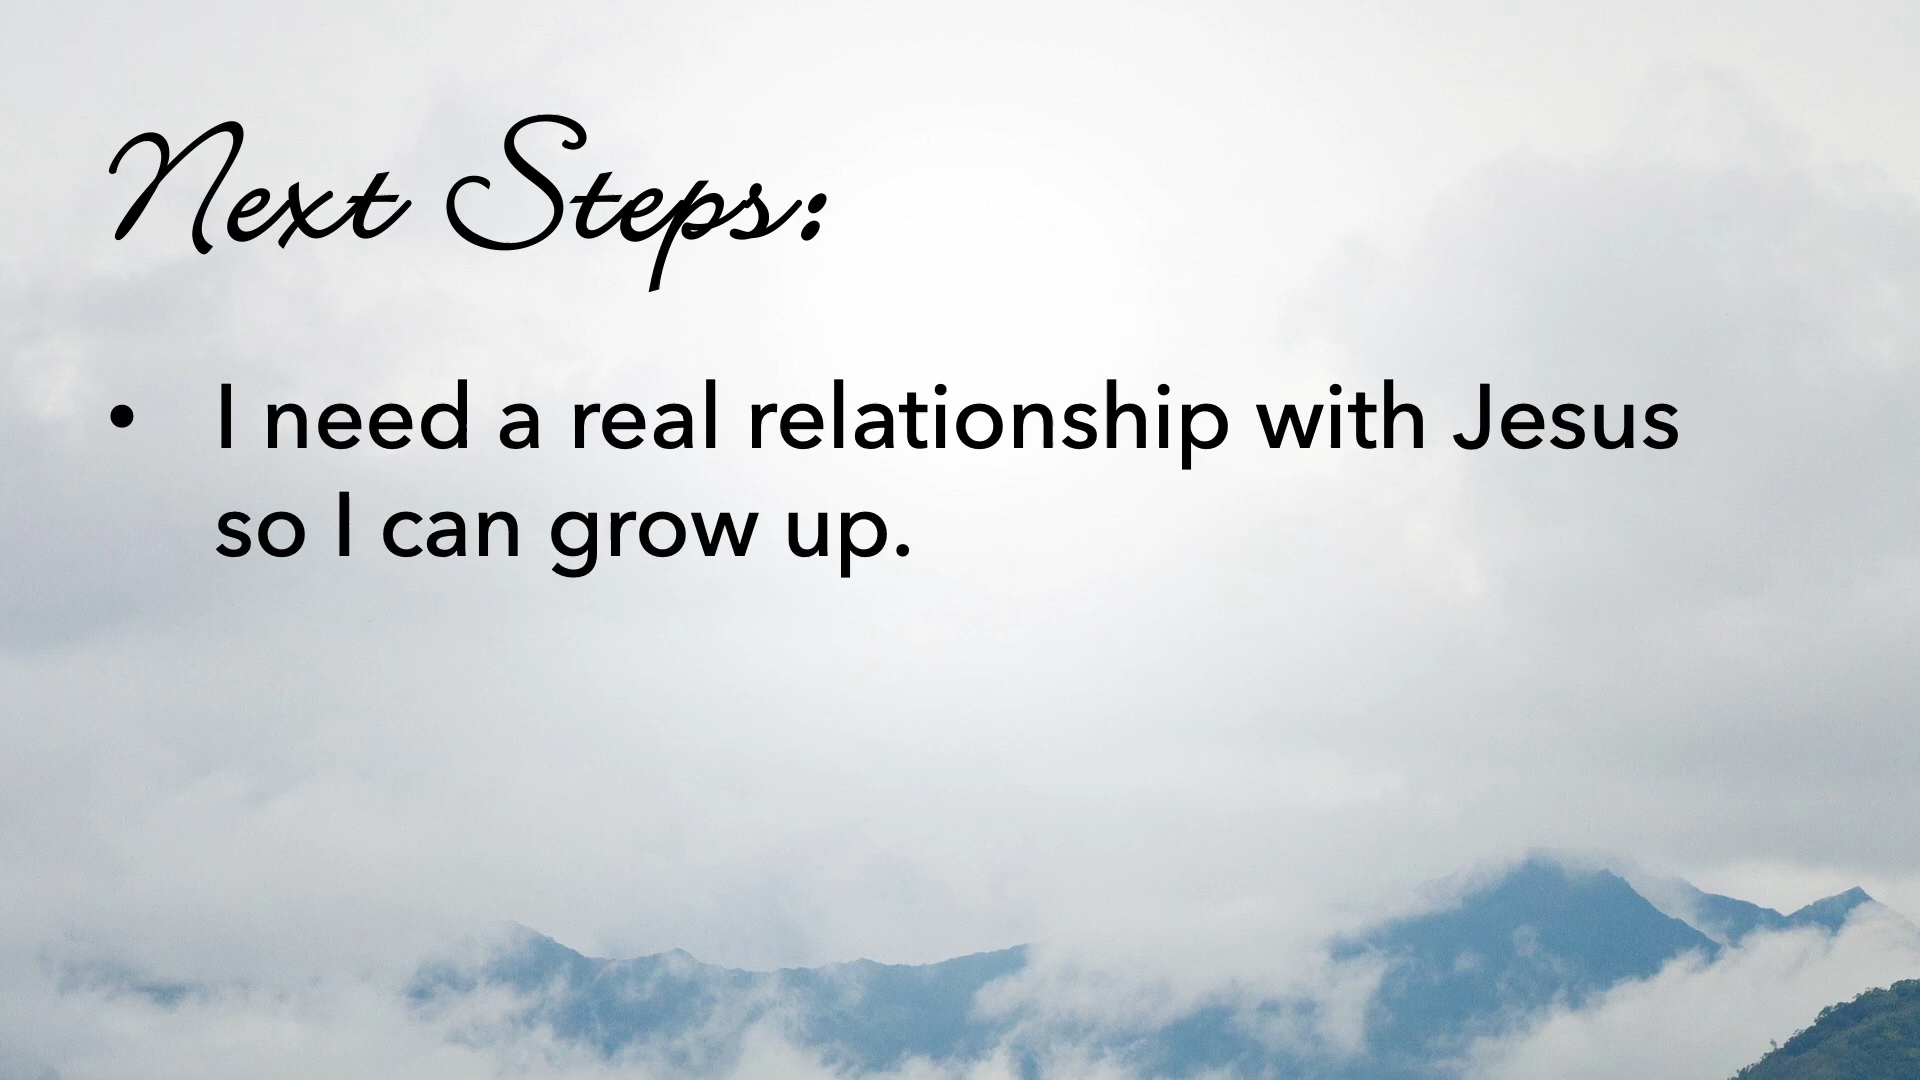 Next Steps:
• I need a real relationship with Jesus
so I can grow up.